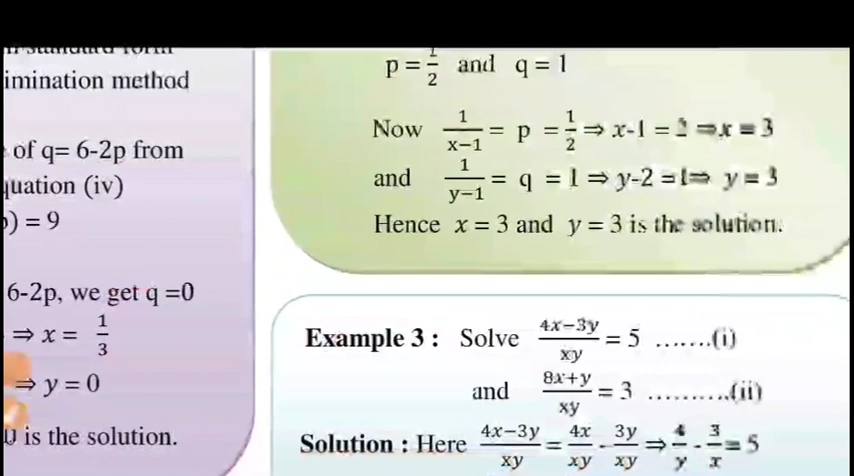 n standard form
imination method
of q= 6-2p from
quation (iv)
) = 9
6-2p, we get q =0
⇒ x = 1/3
⇒ y = 0
is the solution.
p = 1/2 and q = 1
Now 1/(x−1) = p = 1/2 ⇒ x-1 = 2 ⇒ x = 3
and 1/(y−1) = q = 1 ⇒ y-2 = 1 ⇒ y = 3
Hence x = 3 and y = 3 is the solution.
Example 3 : Solve (4x−3y)/xy = 5 .......(i)
and (8x+y)/xy = 3 ..........(ii)
Solution : Here (4x−3y)/xy = 4x/xy - 3y/xy ⇒ 4/y - 3/x = 5